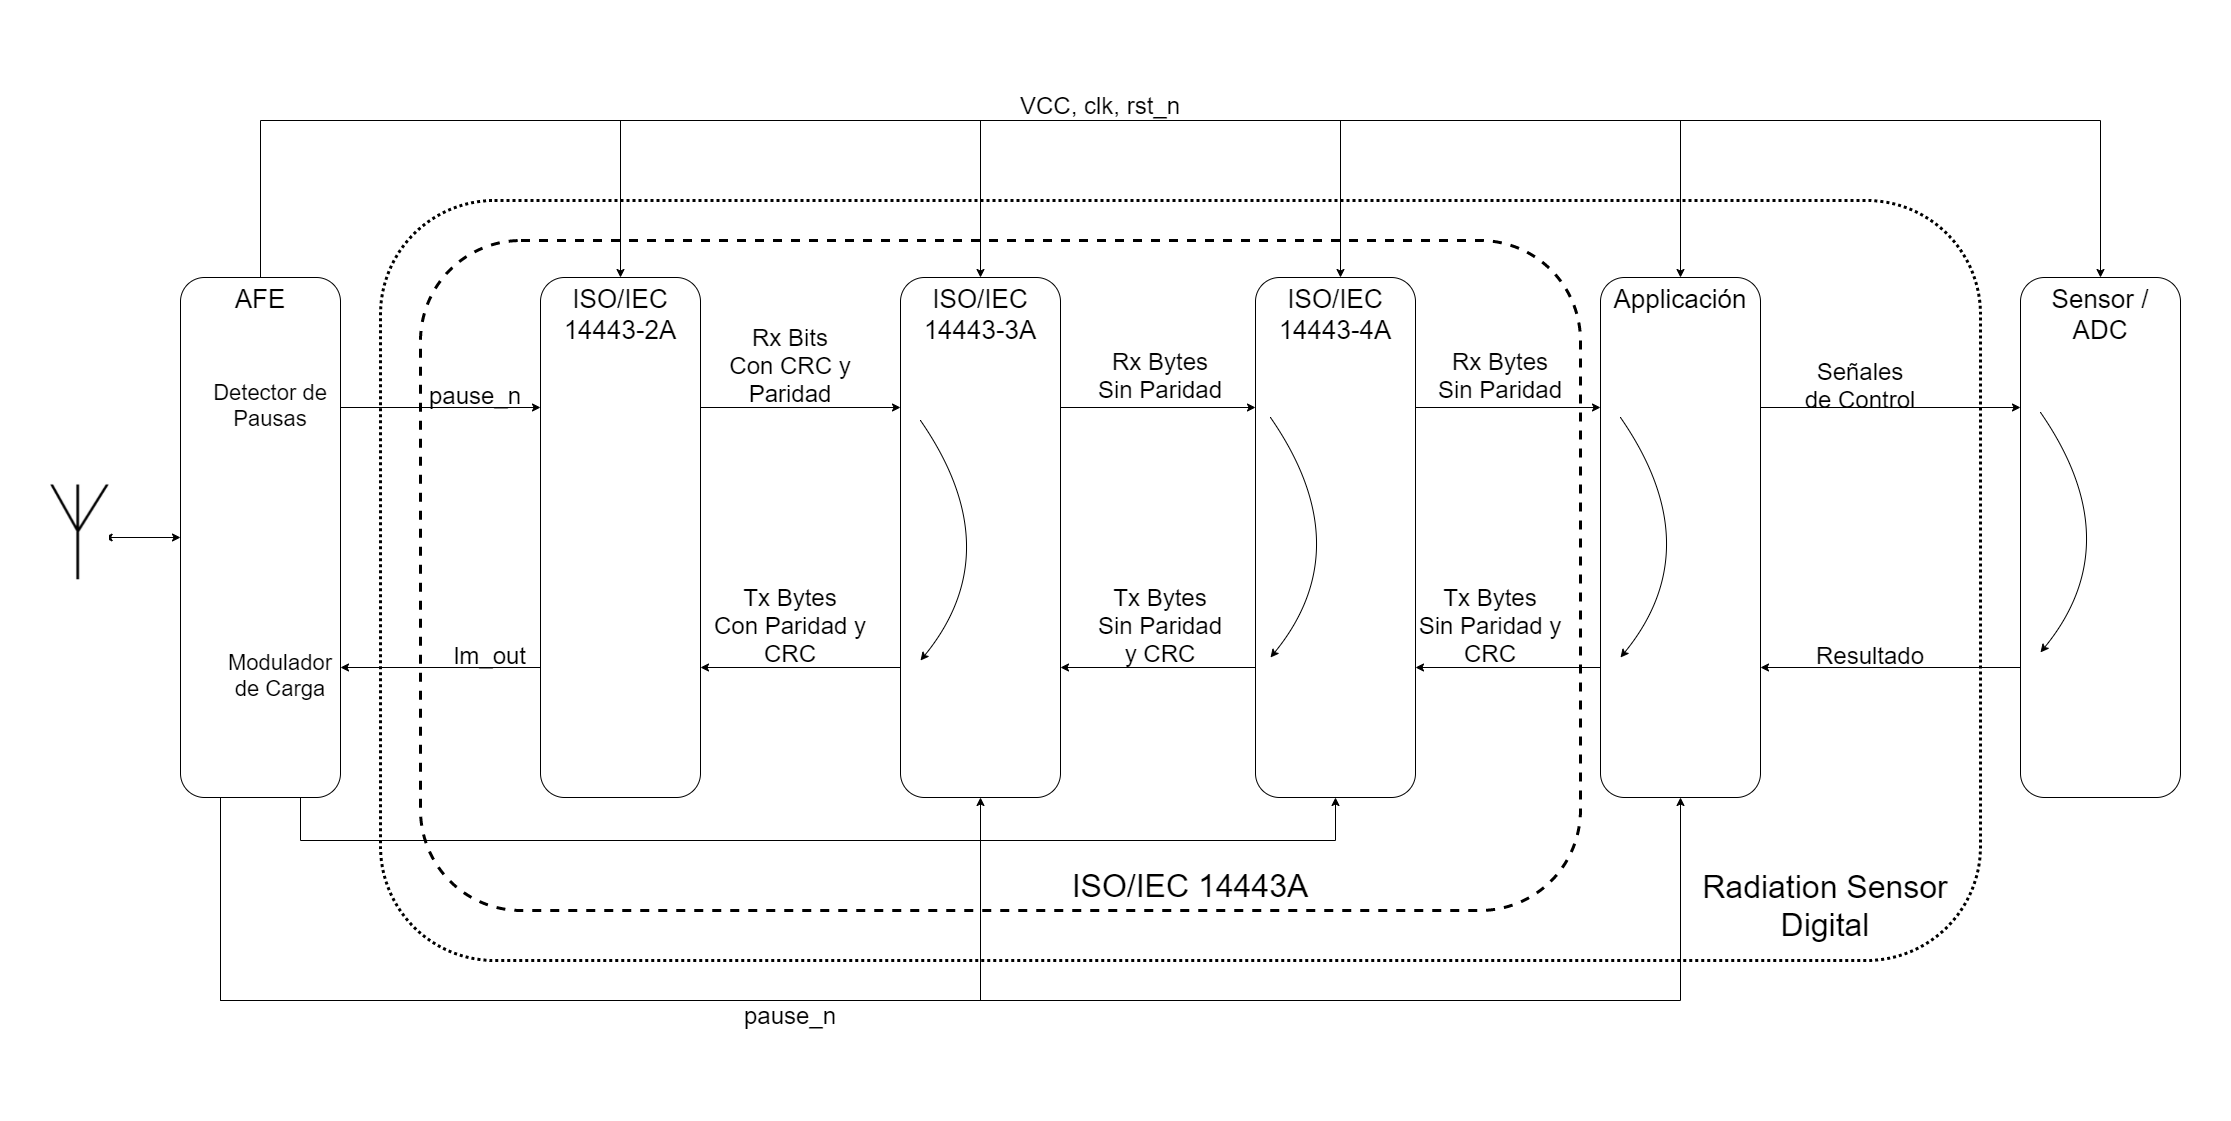 VCC, clk, rst_n
AFE
ISO/IEC
14443-2A
ISO/IEC
14443-3A
ISO/IEC
14443-4A
Applicación
Sensor /
ADC
Detector de
Pausas
pause_n
Rx Bits
Con CRC y
Paridad
Rx Bytes
Sin Paridad
Rx Bytes
Sin Paridad
Señales
de Control
Modulador
de Carga
lm_out
Tx Bytes
Con Paridad y
CRC
Tx Bytes
Sin Paridad
y CRC
Tx Bytes
Sin Paridad y
CRC
Resultado
ISO/IEC 14443A
Radiation Sensor
Digital
pause_n